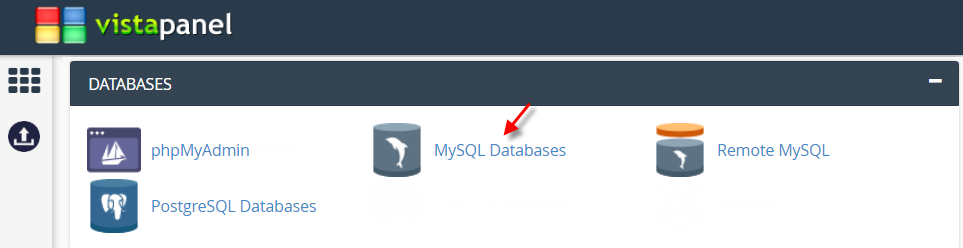 vistapanel
DATABASES
phpMyAdmin
MySQL Databases
Remote MySQL
PostgreSQL Databases